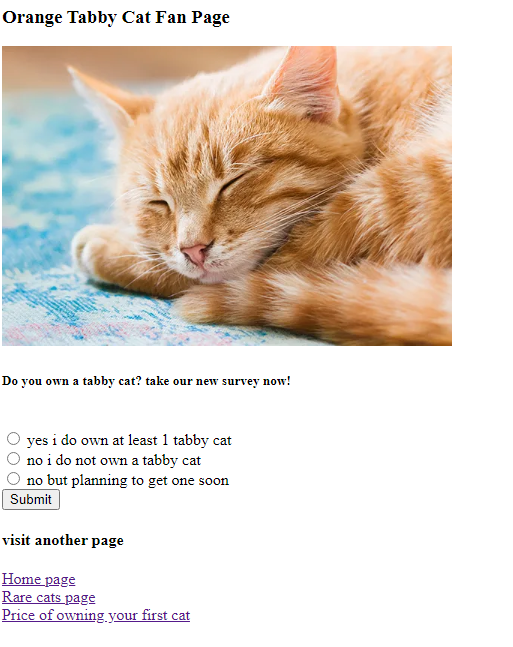 Orange Tabby Cat Fan Page
Do you own a tabby cat? take our new survey now!
yes i do own at least 1 tabby cat
no i do not own a tabby cat
no but planning to get one soon
Submit
visit another page
Home page
Rare cats page
Price of owning your first cat